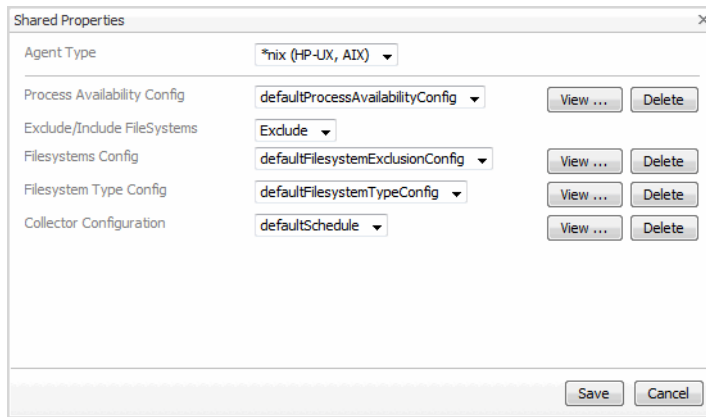 Shared Properties
Agent Type *nix (HP-UX, AIX)
Process Availability Config defaultProcessAvailabilityConfig View ... Delete
Exclude/Include FileSystems Exclude
Filesystems Config defaultFilesystemExclusionConfig View ... Delete
Filesystem Type Config defaultFilesystemTypeConfig View ... Delete
Collector Configuration defaultSchedule View ... Delete
Save Cancel